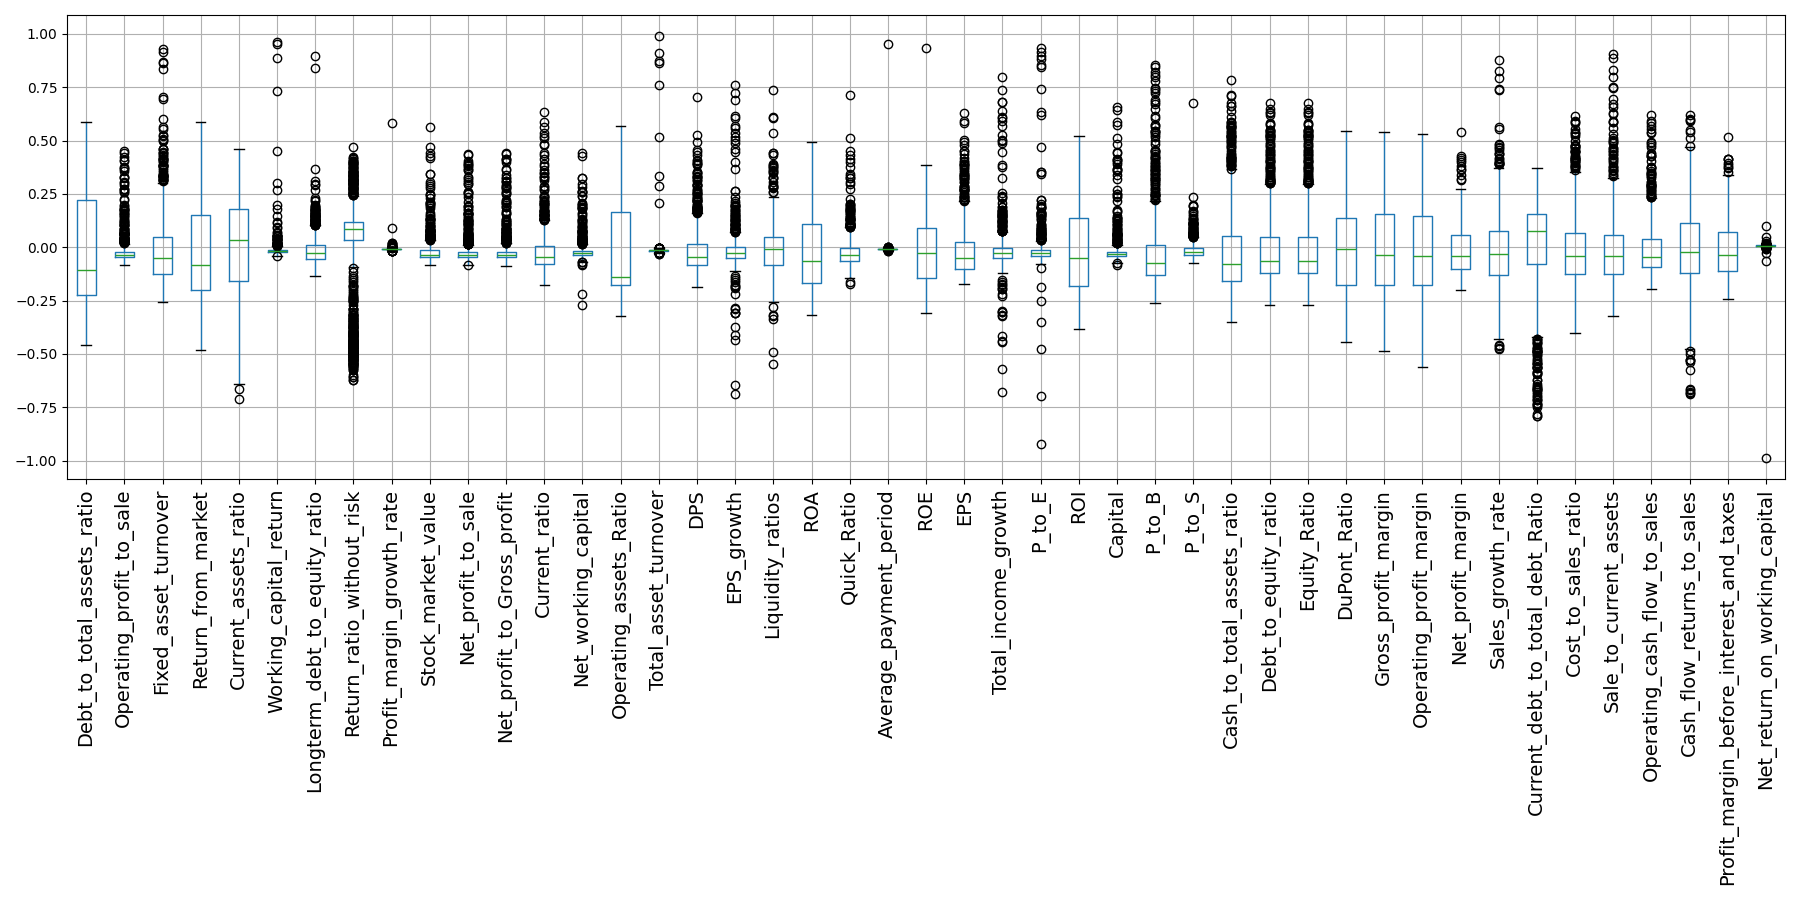 1.00
0.75
0.50
0.25
0.00
−0.25
−0.50
−0.75
−1.00
Debt_to_total_assets_ratio
Operating_profit_to_sale
Fixed_asset_turnover
Return_from_market
Current_assets_ratio
Working_capital_return
Longterm_debt_to_equity_ratio
Return_ratio_without_risk
Profit_margin_growth_rate
Stock_market_value
Net_profit_to_sale
Net_profit_to_Gross_profit
Current_ratio
Net_working_capital
Operating_assets_Ratio
Total_asset_turnover
DPS
EPS_growth
Liquidity_ratios
ROA
Quick_Ratio
Average_payment_period
ROE
EPS
Total_income_growth
P_to_E
ROI
Capital
P_to_B
P_to_S
Cash_to_total_assets_ratio
Debt_to_equity_ratio
Equity_Ratio
DuPont_Ratio
Gross_profit_margin
Operating_profit_margin
Net_profit_margin
Sales_growth_rate
Current_debt_to_total_debt_Ratio
Cost_to_sales_ratio
Sale_to_current_assets
Operating_cash_flow_to_sales
Cash_flow_returns_to_sales
Profit_margin_before_interest_and_taxes
Net_return_on_working_capital